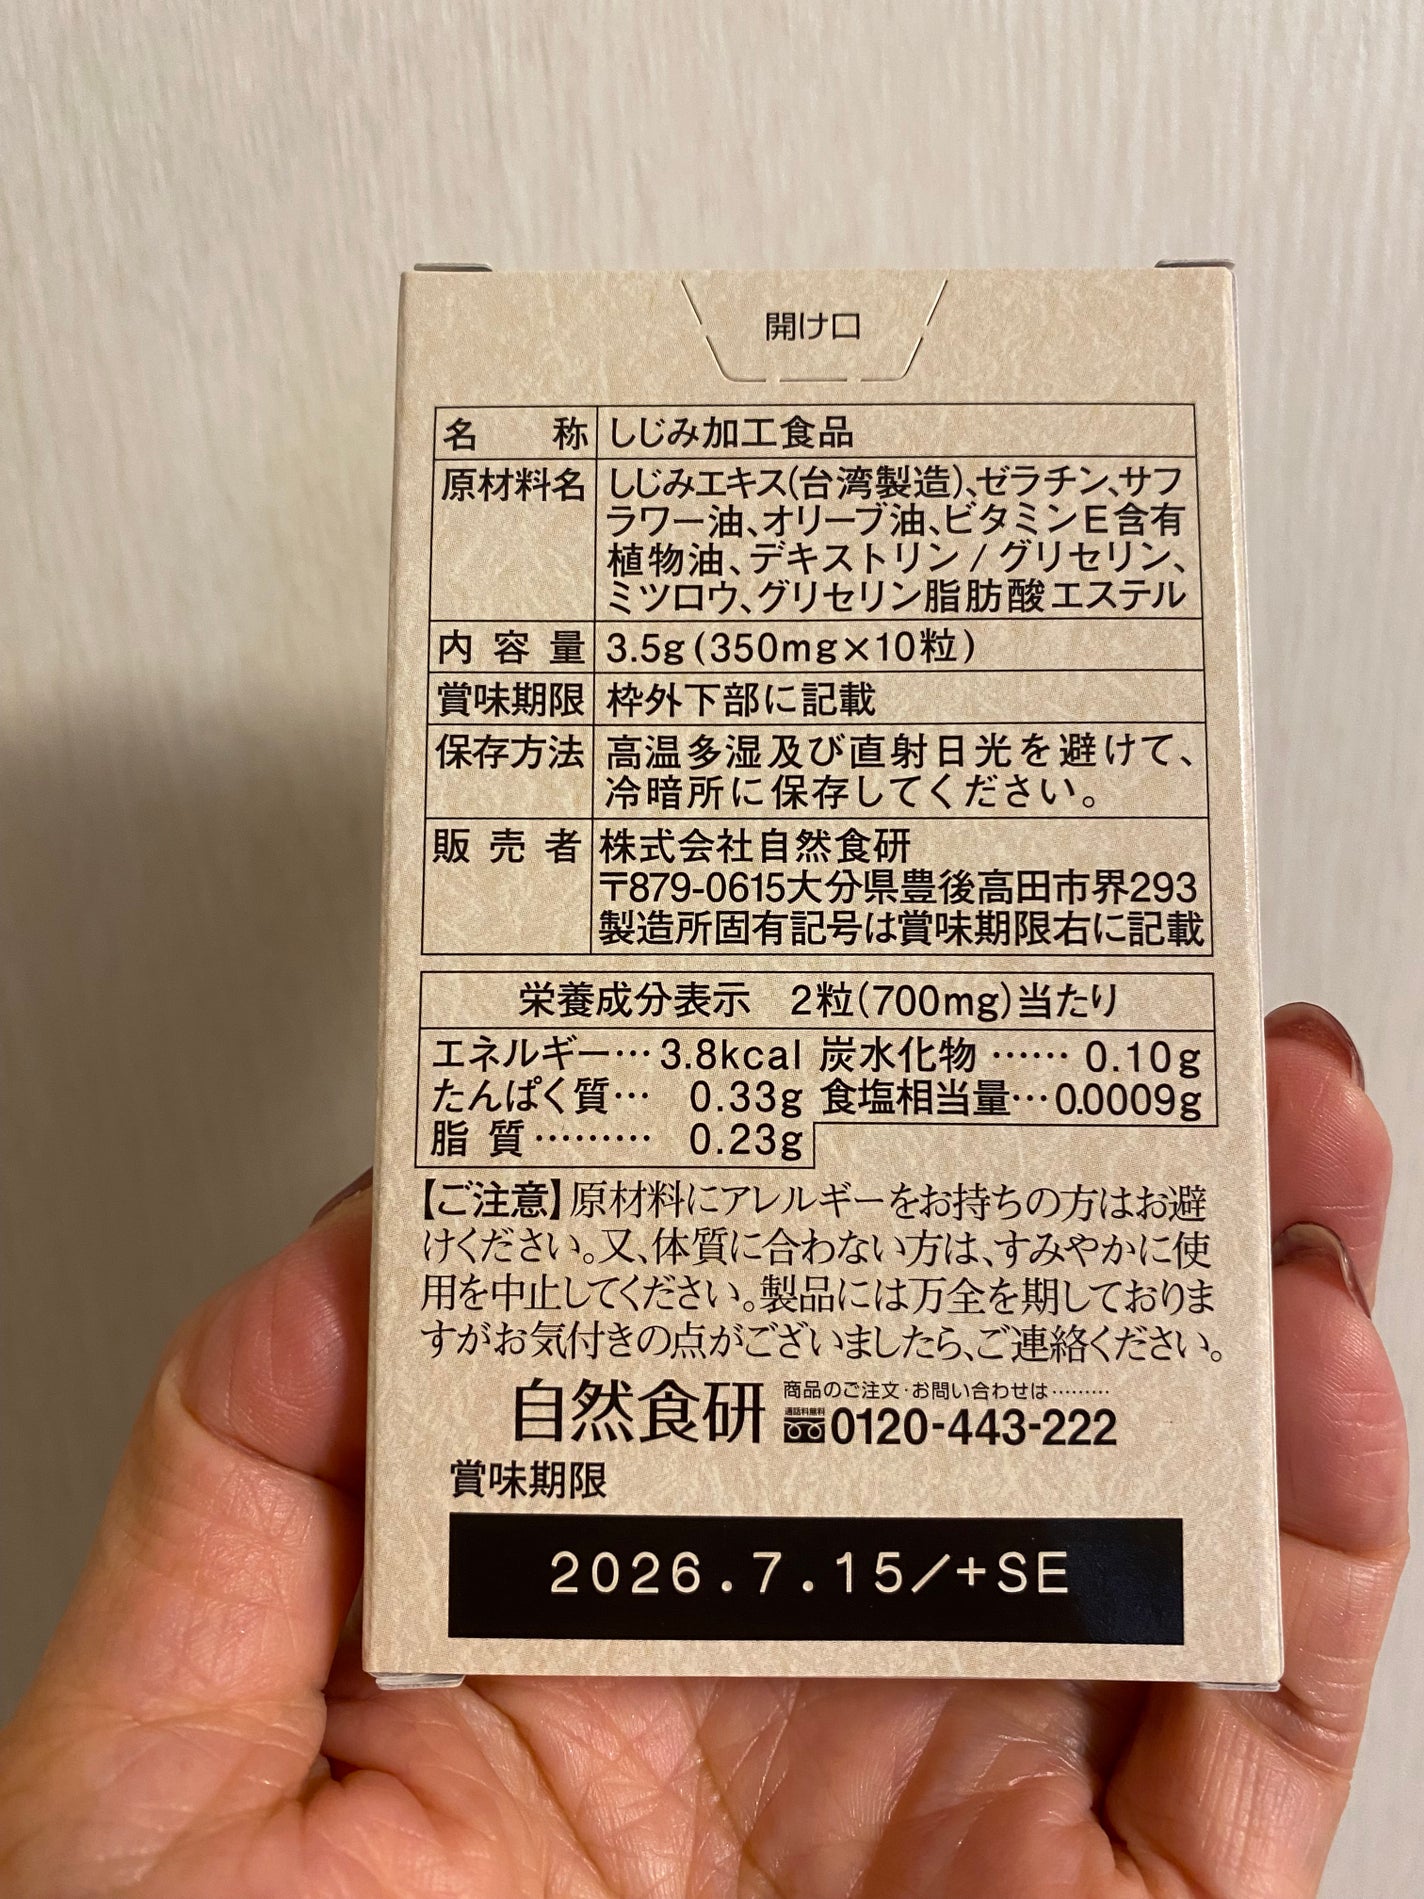 開け口
名称 しじみ加工食品
原材料名 しじみエキス(台湾製造)、ゼラチン、サフ
ラワー油、オリーブ油、ビタミンE含有
植物油、デキストリン/グリセリン、
ミツロウ、グリセリン脂肪酸エステル
内容量 3.5g(350mg×10粒)
賞味期限 枠外下部に記載
保存方法 高温多湿及び直射日光を避けて、
冷暗所に保存してください。
販売者 株式会社自然食研
〒879-0615大分県豊後高田市界293
製造所固有記号は賞味期限右に記載
栄養成分表示 2粒(700mg)当たり
エネルギー…3.8kcal 炭水化物……0.10g
たんぱく質… 0.33g 食塩相当量…0.0009g
脂質……… 0.23g
【ご注意】原材料にアレルギーをお持ちの方はお避
けください。又、体質に合わない方は、すみやかに使
用を中止してください。製品には万全を期しておりま
すがお気付きの点がございましたら、ご連絡ください。
自然食研 商品のご注文・お問い合わせは………
通話料無料 0120-443-222
賞味期限
2026.7.15/+SE